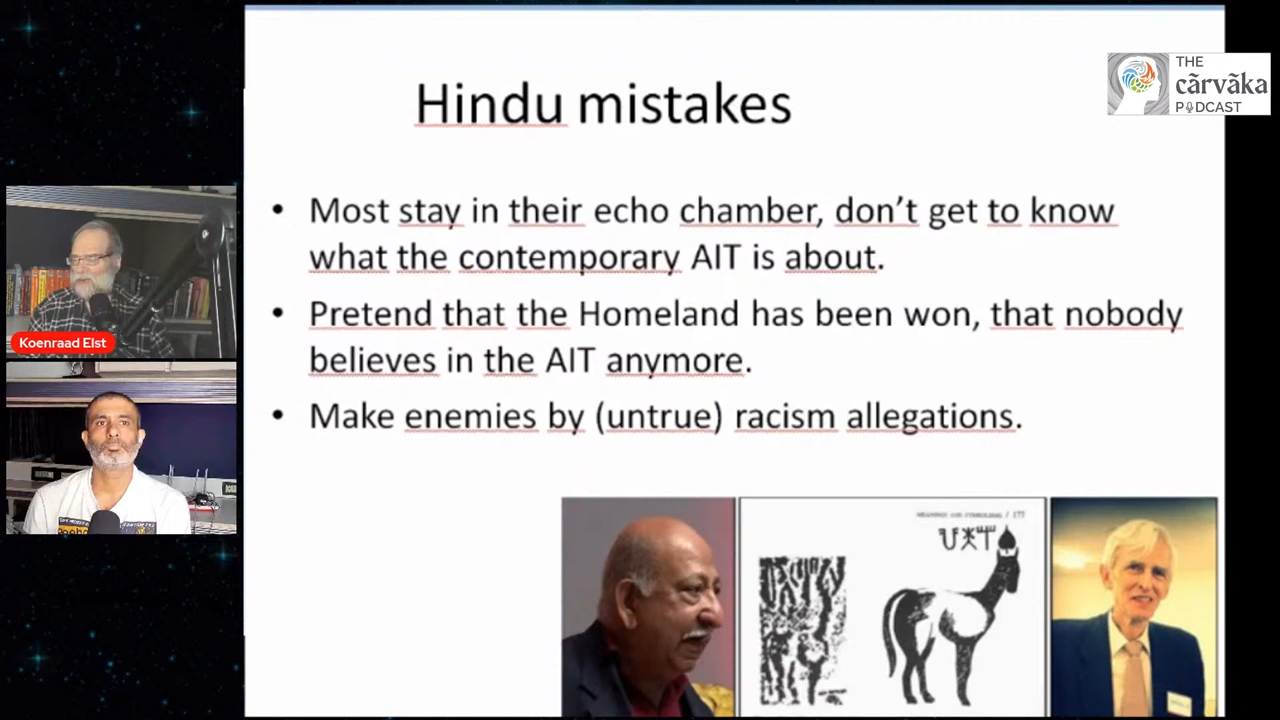 Hindu mistakes
THE
cārvāka
PODCAST
• Most stay in their echo chamber, don’t get to know
what the contemporary AIT is about.
• Pretend that the Homeland has been won, that nobody
believes in the AIT anymore.
• Make enemies by (untrue) racism allegations.
Koenraad Elst